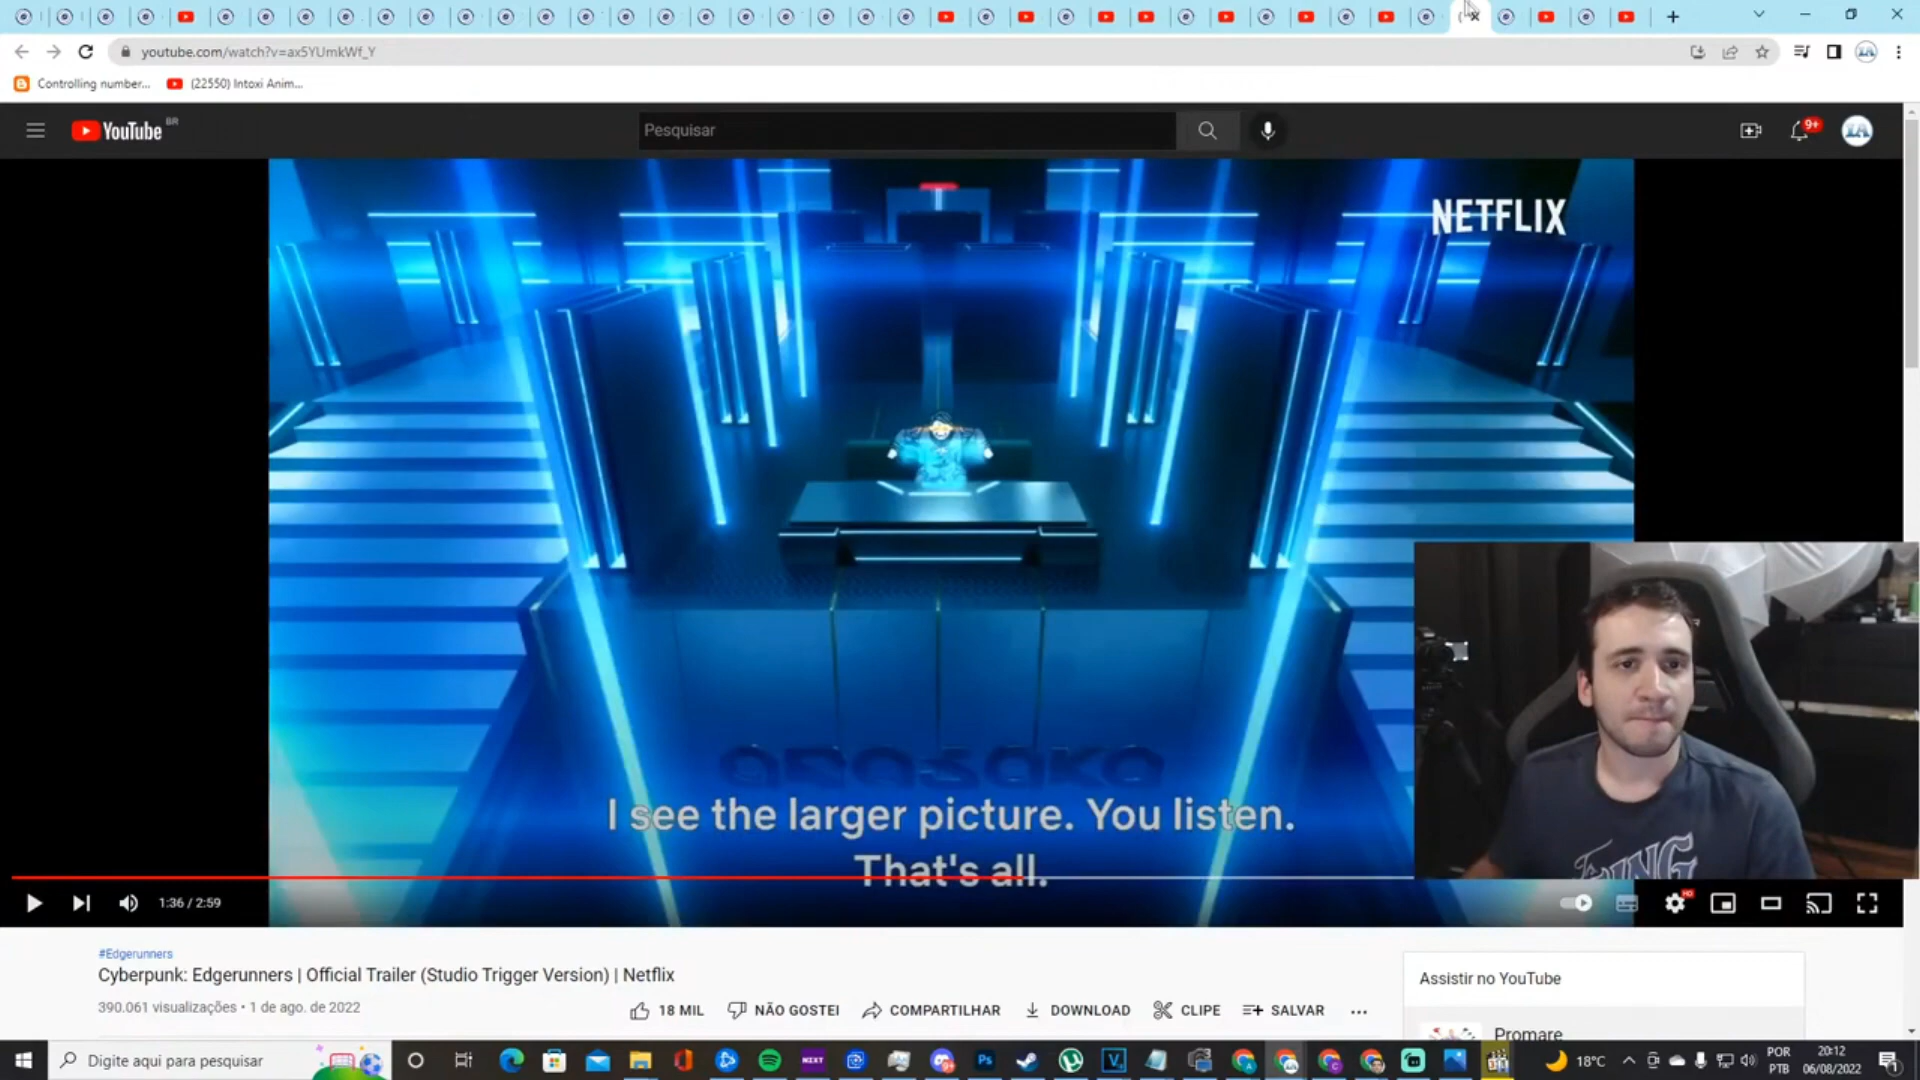 youtube.com/watch?v=ax5YUmkWf_Y
Controlling number...
(22550) Intoxi Anim...
YouTube BR
Pesquisar
9+
NETFLIX
I see the larger picture. You listen.
That's all.
1:36 / 2:59
HD
#Edgerunners
Cyberpunk: Edgerunners | Official Trailer (Studio Trigger Version) | Netflix
390.061 visualizações • 1 de ago. de 2022
18 MIL
NÃO GOSTEI
COMPARTILHAR
DOWNLOAD
CLIPE
SALVAR
Assistir no YouTube
Promare
Digite aqui para pesquisar
18°C
POR
PTB
20:12
06/08/2022